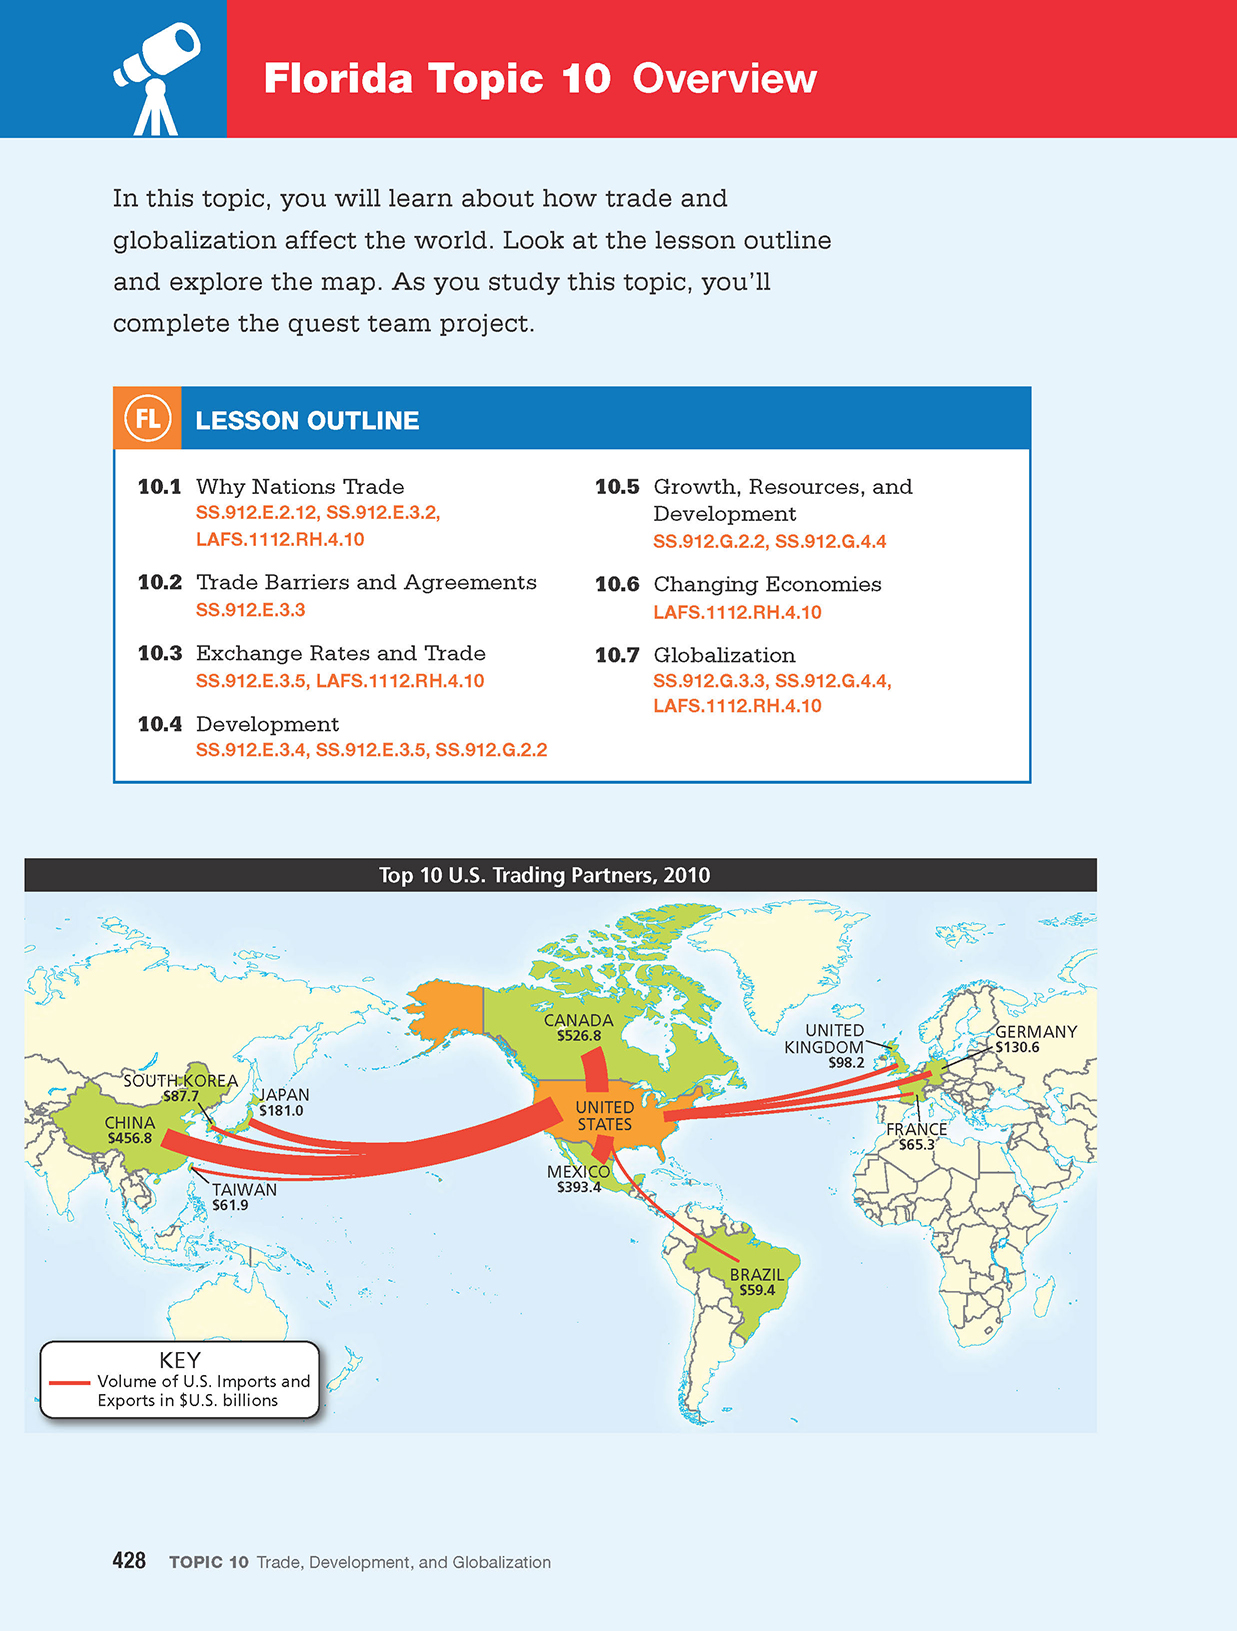 Florida Topic 10 Overview
In this topic, you will learn about how trade and
globalization affect the world. Look at the lesson outline
and explore the map. As you study this topic, you’ll
complete the quest team project.
FL LESSON OUTLINE
10.1 Why Nations Trade
SS.912.E.2.12, SS.912.E.3.2,
LAFS.1112.RH.4.10
10.2 Trade Barriers and Agreements
SS.912.E.3.3
10.3 Exchange Rates and Trade
SS.912.E.3.5, LAFS.1112.RH.4.10
10.4 Development
SS.912.E.3.4, SS.912.E.3.5, SS.912.G.2.2
10.5 Growth, Resources, and
Development
SS.912.G.2.2, SS.912.G.4.4
10.6 Changing Economies
LAFS.1112.RH.4.10
10.7 Globalization
SS.912.G.3.3, SS.912.G.4.4,
LAFS.1112.RH.4.10
Top 10 U.S. Trading Partners, 2010
CANADA
$526.8
UNITED
KINGDOM
$98.2
GERMANY
$130.6
SOUTH KOREA
$87.7
JAPAN
$181.0
CHINA
$456.8
UNITED
STATES
FRANCE
$65.3
MEXICO
$393.4
TAIWAN
$61.9
BRAZIL
$59.4
KEY
Volume of U.S. Imports and
Exports in $U.S. billions
428 TOPIC 10 Trade, Development, and Globalization